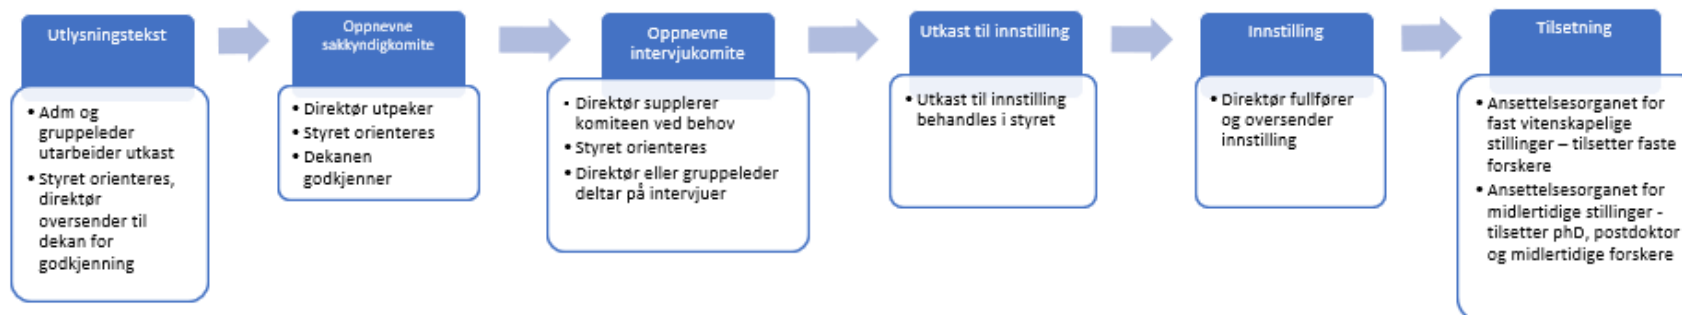 Utlysningstekst
• Adm og
gruppeleder
utarbeider utkast
• Styret orienteres,
direktør
oversender til
dekan for
godkjenning
Oppnevne
sakkyndigkomite
• Direktør utpeker
• Styret orienteres
• Dekanen
godkjenner
Oppnevne
intervjukomite
• Direktør supplerer
komiteen ved behov
• Styret orienteres
• Direktør eller gruppeleder
deltar på intervjuer
Utkast til innstilling
• Utkast til innstilling
behandles i styret
Innstilling
• Direktør fullfører
og oversender
innstilling
Tilsetning
• Ansettelsesorganet for
fast vitenskapelige
stillinger – tilsetter faste
forskere
• Ansettelsesorganet for
midlertidige stillinger -
tilsetter phD, postdoktor
og midlertidige forskere